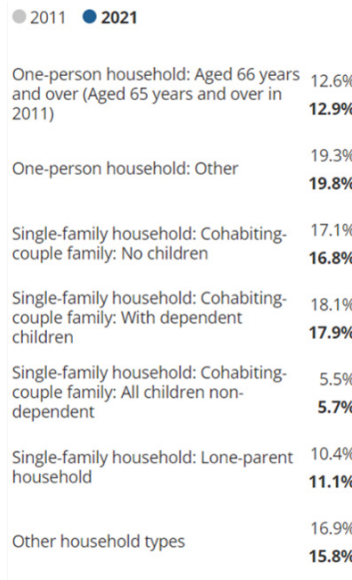 2011 2021
One-person household: Aged 66 years
and over (Aged 65 years and over in
2011)
12.6%
12.9%
One-person household: Other
19.3%
19.8%
Single-family household: Cohabiting-
couple family: No children
17.1%
16.8%
Single-family household: Cohabiting-
couple family: With dependent
children
18.1%
17.9%
Single-family household: Cohabiting-
couple family: All children non-
dependent
5.5%
5.7%
Single-family household: Lone-parent
household
10.4%
11.1%
Other household types
16.9%
15.8%